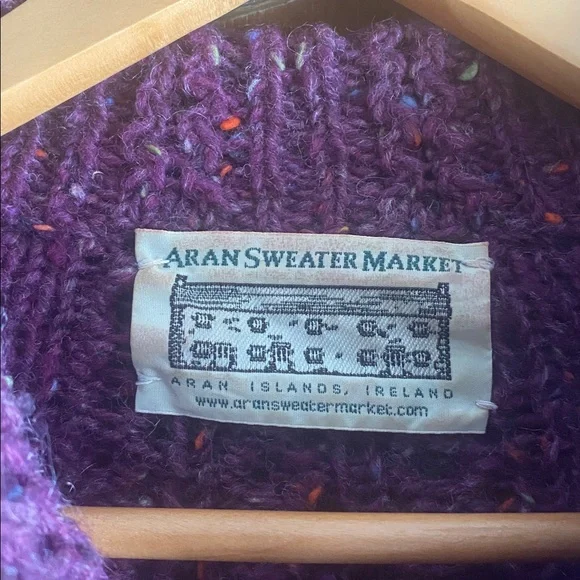 ARAN SWEATER MARKET
ARAN ISLANDS, IRELAND
www.aransweatermarket.com